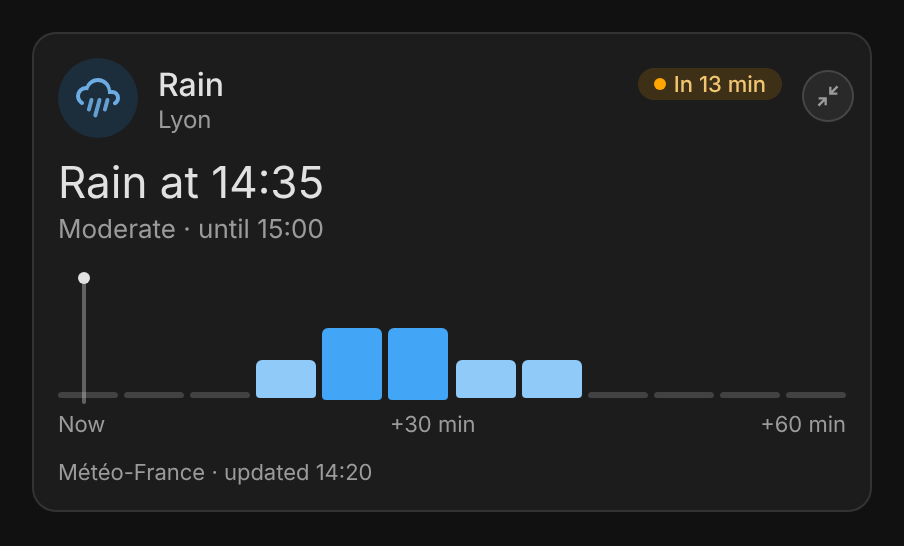 Rain
In 13 min
Lyon
Rain at 14:35
Moderate · until 15:00
Now
+30 min
+60 min
Météo-France · updated 14:20